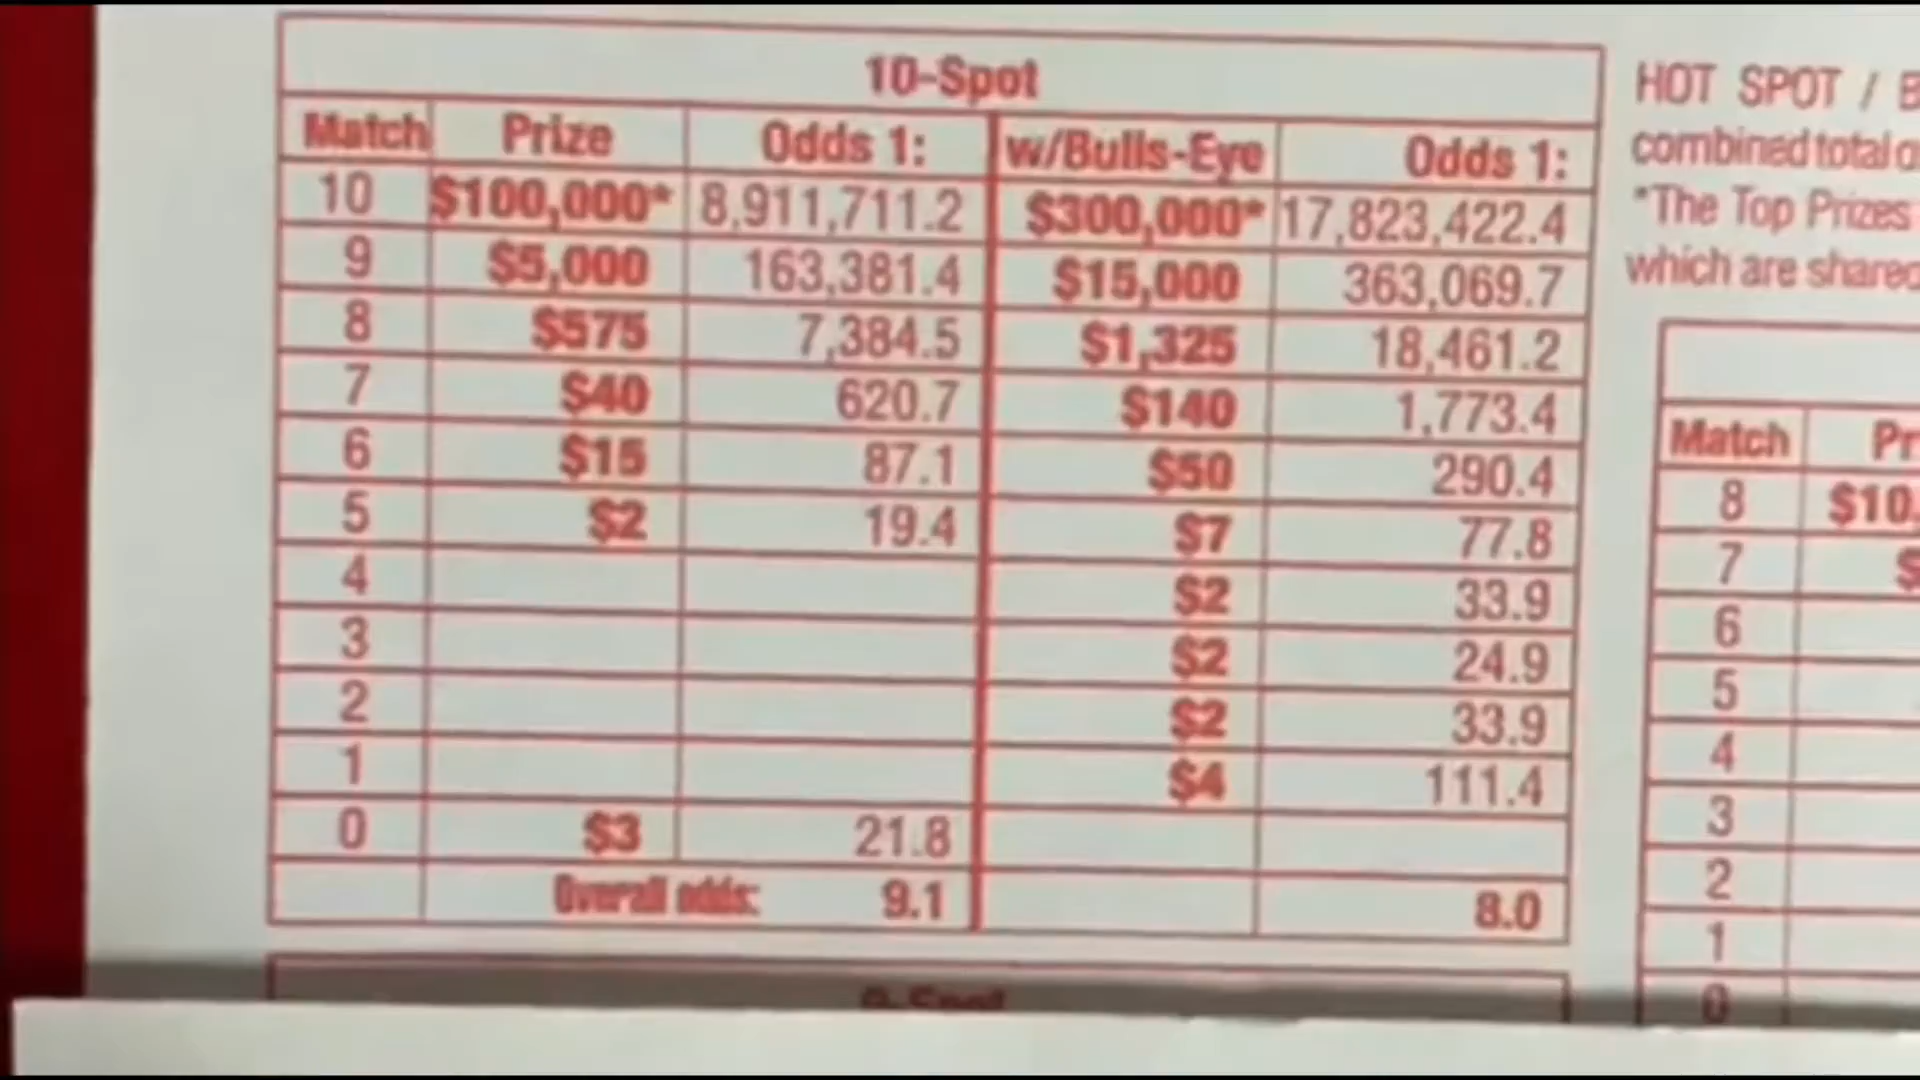 10-Spot
Match Prize Odds 1: w/Bulls-Eye Odds 1:
10 $100,000* 8,911,711.2 $300,000* 17,823,422.4
9 $5,000 163,381.4 $15,000 363,069.7
8 $575 7,384.5 $1,325 18,461.2
7 $40 620.7 $140 1,773.4
6 $15 87.1 $50 290.4
5 $2 19.4 $7 77.8
4 $2 33.9
3 $2 24.9
2 $2 33.9
1 $4 111.4
0 $3 21.8
Overall odds: 9.1 8.0
HOT SPOT / B
combined total o
*The Top Prizes
which are shared
Match Pr
8 $10,
7 $
6
5
4
3
2
1
0